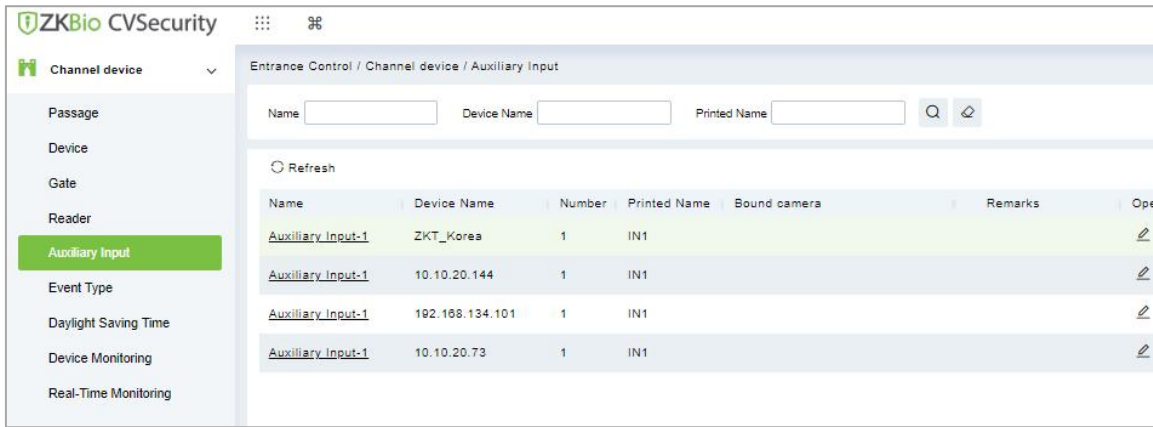 ZKBio CVSecurity
Channel device
Entrance Control / Channel device / Auxiliary Input
Passage
Device
Gate
Reader
Auxiliary Input
Event Type
Daylight Saving Time
Device Monitoring
Real-Time Monitoring
Name Device Name Printed Name
Refresh
Name Device Name Number Printed Name Bound camera Remarks Ope
Auxiliary Input-1 ZKT_Korea 1 IN1
Auxiliary Input-1 10.10.20.144 1 IN1
Auxiliary Input-1 192.168.134.101 1 IN1
Auxiliary Input-1 10.10.20.73 1 IN1